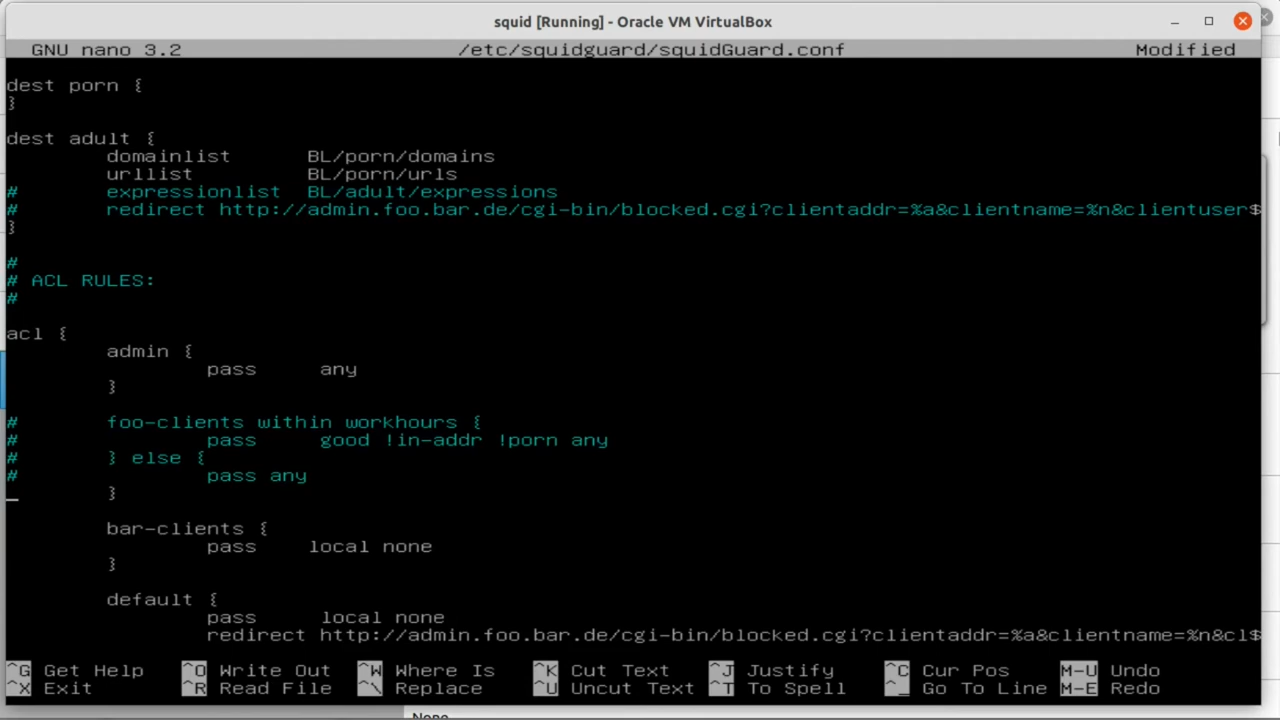 squid [Running] - Oracle VM VirtualBox
GNU nano 3.2 /etc/squidguard/squidGuard.conf Modified
dest porn {
}
dest adult {
domainlist BL/porn/domains
urllist BL/porn/urls
# expressionlist BL/adult/expressions
# redirect http://admin.foo.bar.de/cgi-bin/blocked.cgi?clientaddr=%a&clientname=%n&clientuser$
}
#
# ACL RULES:
#
acl {
admin {
pass any
}
# foo-clients within workhours {
# pass good !in-addr !porn any
# } else {
# pass any
}
bar-clients {
pass local none
}
default {
pass local none
redirect http://admin.foo.bar.de/cgi-bin/blocked.cgi?clientaddr=%a&clientname=%n&cl$
^G Get Help ^O Write Out ^W Where Is ^K Cut Text ^J Justify ^C Cur Pos M-U Undo
^X Exit ^R Read File ^\ Replace ^U Uncut Text ^T To Spell ^_ Go To Line M-E Redo
None